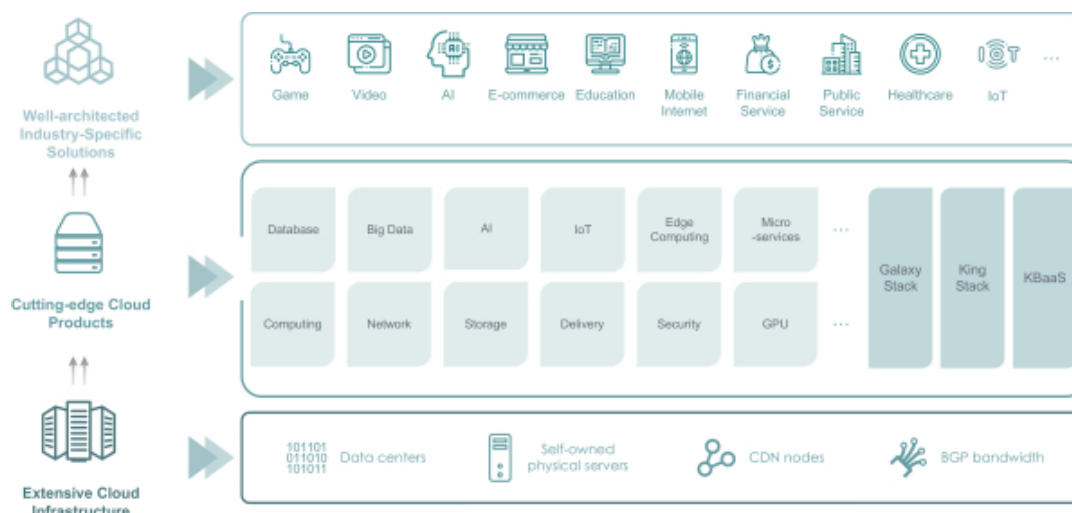 Well-architected
Industry-Specific
Solutions
Game
Video
AI
AI
E-commerce
Education
Mobile
Internet
Financial
Service
Public
Service
Healthcare
IOT
IoT
...
Cutting-edge Cloud
Products
Database
Big Data
AI
IoT
Edge
Computing
Micro
-services
...
Computing
Network
Storage
Delivery
Security
GPU
...
Galaxy
Stack
King
Stack
KBaaS
Extensive Cloud
Infrastructure
101101
011010
101011
Data centers
Self-owned
physical servers
CDN nodes
BGP bandwidth